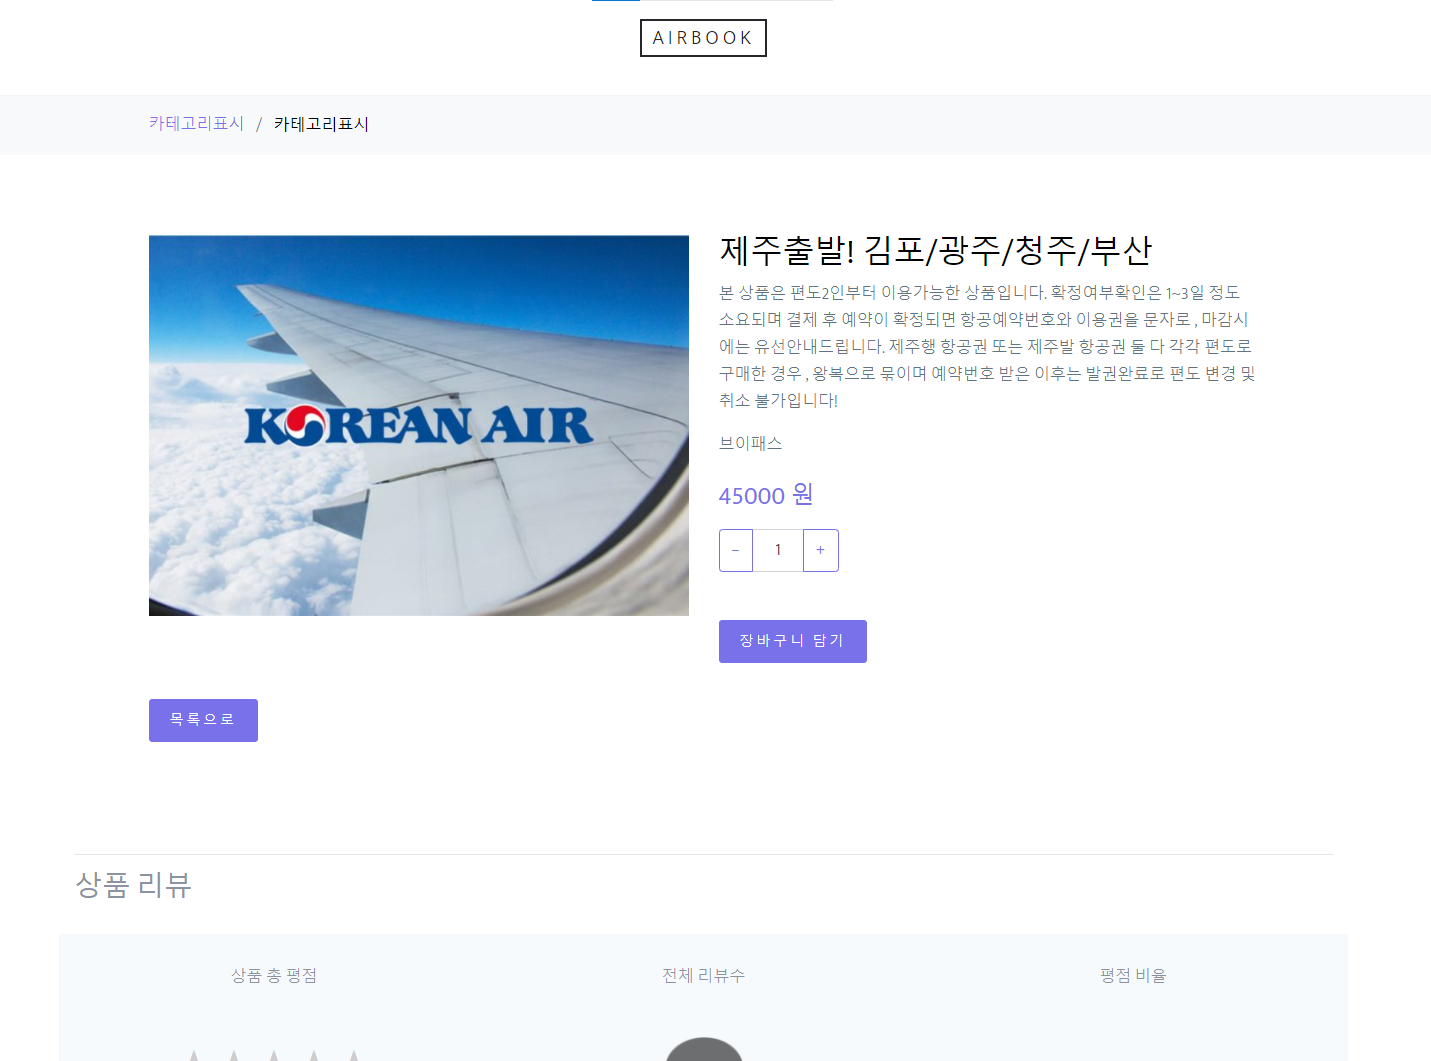 AIRBOOK
카테고리표시 / 카테고리표시
제주출발! 김포/광주/청주/부산
본 상품은 편도2인부터 이용가능한 상품입니다. 확정여부확인은 1~3일 정도
소요되며 결제 후 예약이 확정되면 항공예약번호와 이용권을 문자로 , 마감시
에는 유선안내드립니다. 제주행 항공권 또는 제주발 항공권 둘 다 각각 편도로
구매한 경우 , 왕복으로 묶이며 예약번호 받은 이후는 발권완료로 편도 변경 및
취소 불가입니다!
KOREAN AIR
브이패스
45000 원
− 1 +
장바구니 담기
목록으로
상품 리뷰
상품 총 평점
전체 리뷰수
평점 비율